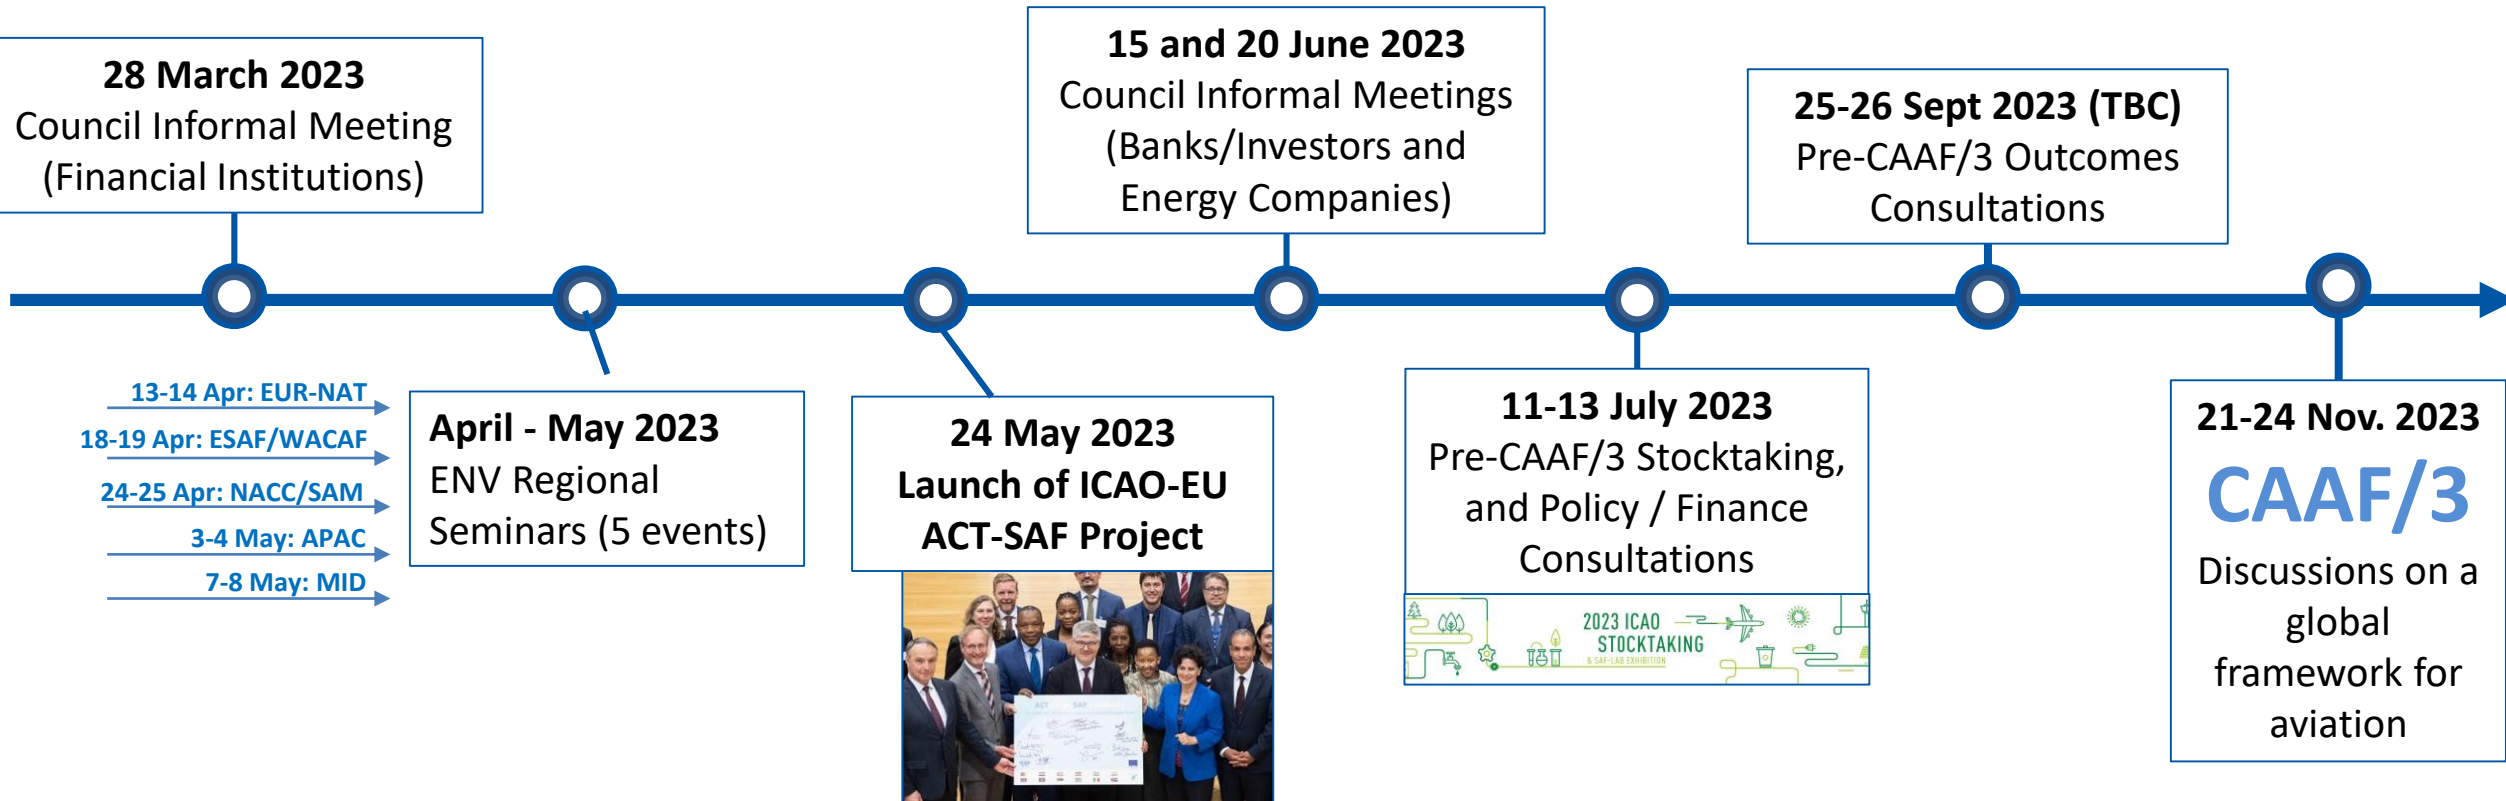 28 March 2023
Council Informal Meeting
(Financial Institutions)
13-14 Apr: EUR-NAT
18-19 Apr: ESAF/WACAF
24-25 Apr: NACC/SAM
3-4 May: APAC
7-8 May: MID
April - May 2023
ENV Regional
Seminars (5 events)
24 May 2023
Launch of ICAO-EU
ACT-SAF Project
ACT SAF
15 and 20 June 2023
Council Informal Meetings
(Banks/Investors and
Energy Companies)
11-13 July 2023
Pre-CAAF/3 Stocktaking,
and Policy / Finance
Consultations
2023 ICAO
STOCKTAKING
& SAF-LAB EXHIBITION
25-26 Sept 2023 (TBC)
Pre-CAAF/3 Outcomes
Consultations
21-24 Nov. 2023
CAAF/3
Discussions on a
global
framework for
aviation